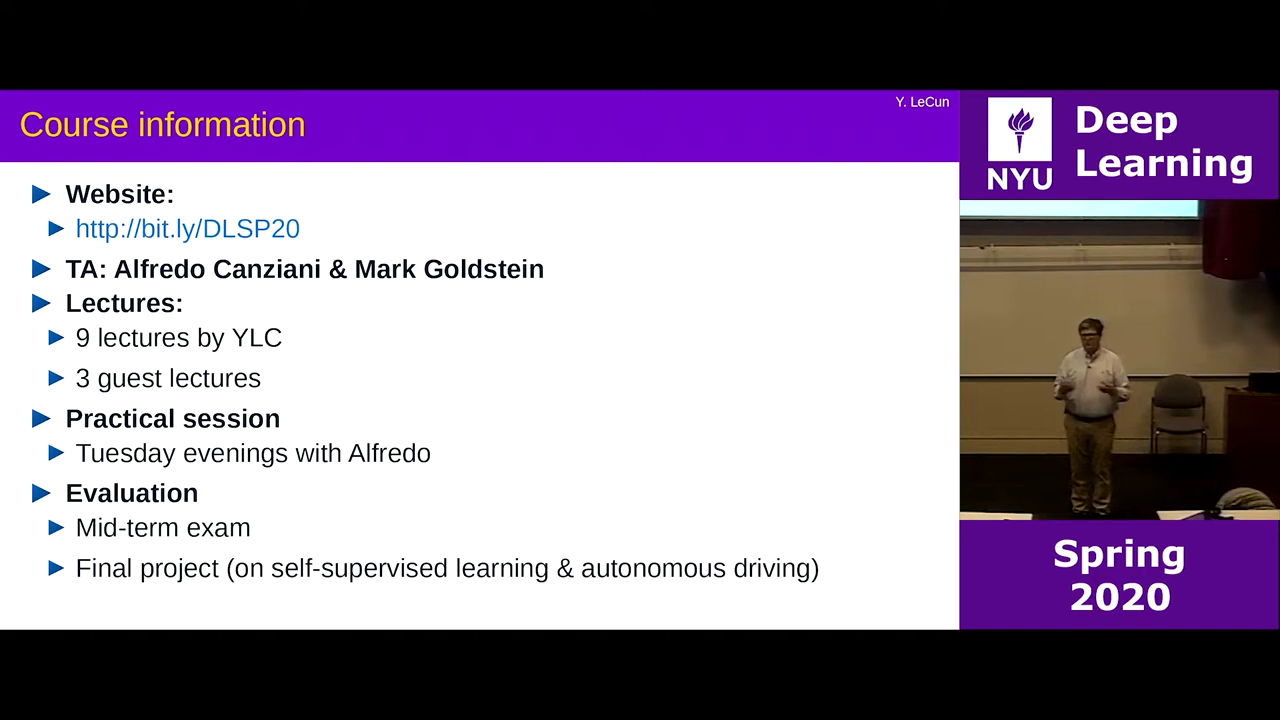 Y. LeCun
Course information
Website:
http://bit.ly/DLSP20
TA: Alfredo Canziani & Mark Goldstein
Lectures:
9 lectures by YLC
3 guest lectures
Practical session
Tuesday evenings with Alfredo
Evaluation
Mid-term exam
Final project (on self-supervised learning & autonomous driving)
NYU
Deep
Learning
Spring
2020